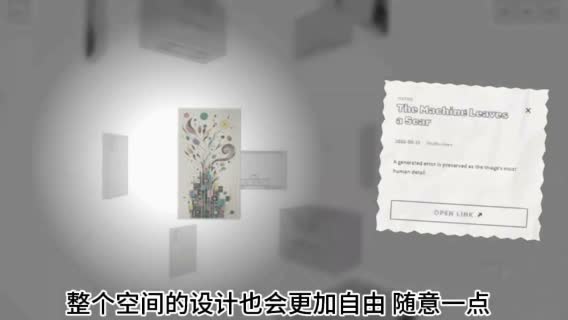 The Machine Leaves
a Scar
A generated error is preserved as the image's most
human detail.
OPEN LINK ↗
整个空间的设计也会更加自由 随意一点